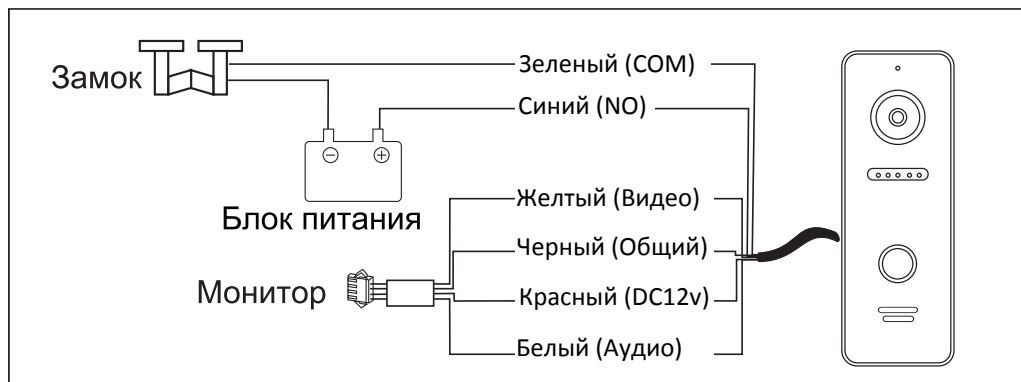 Зеленый (COM)
Замок
Синий (NO)
Желтый (Видео)
Блок питания
Черный (Общий)
Монитор
Красный (DC12v)
Белый (Аудио)